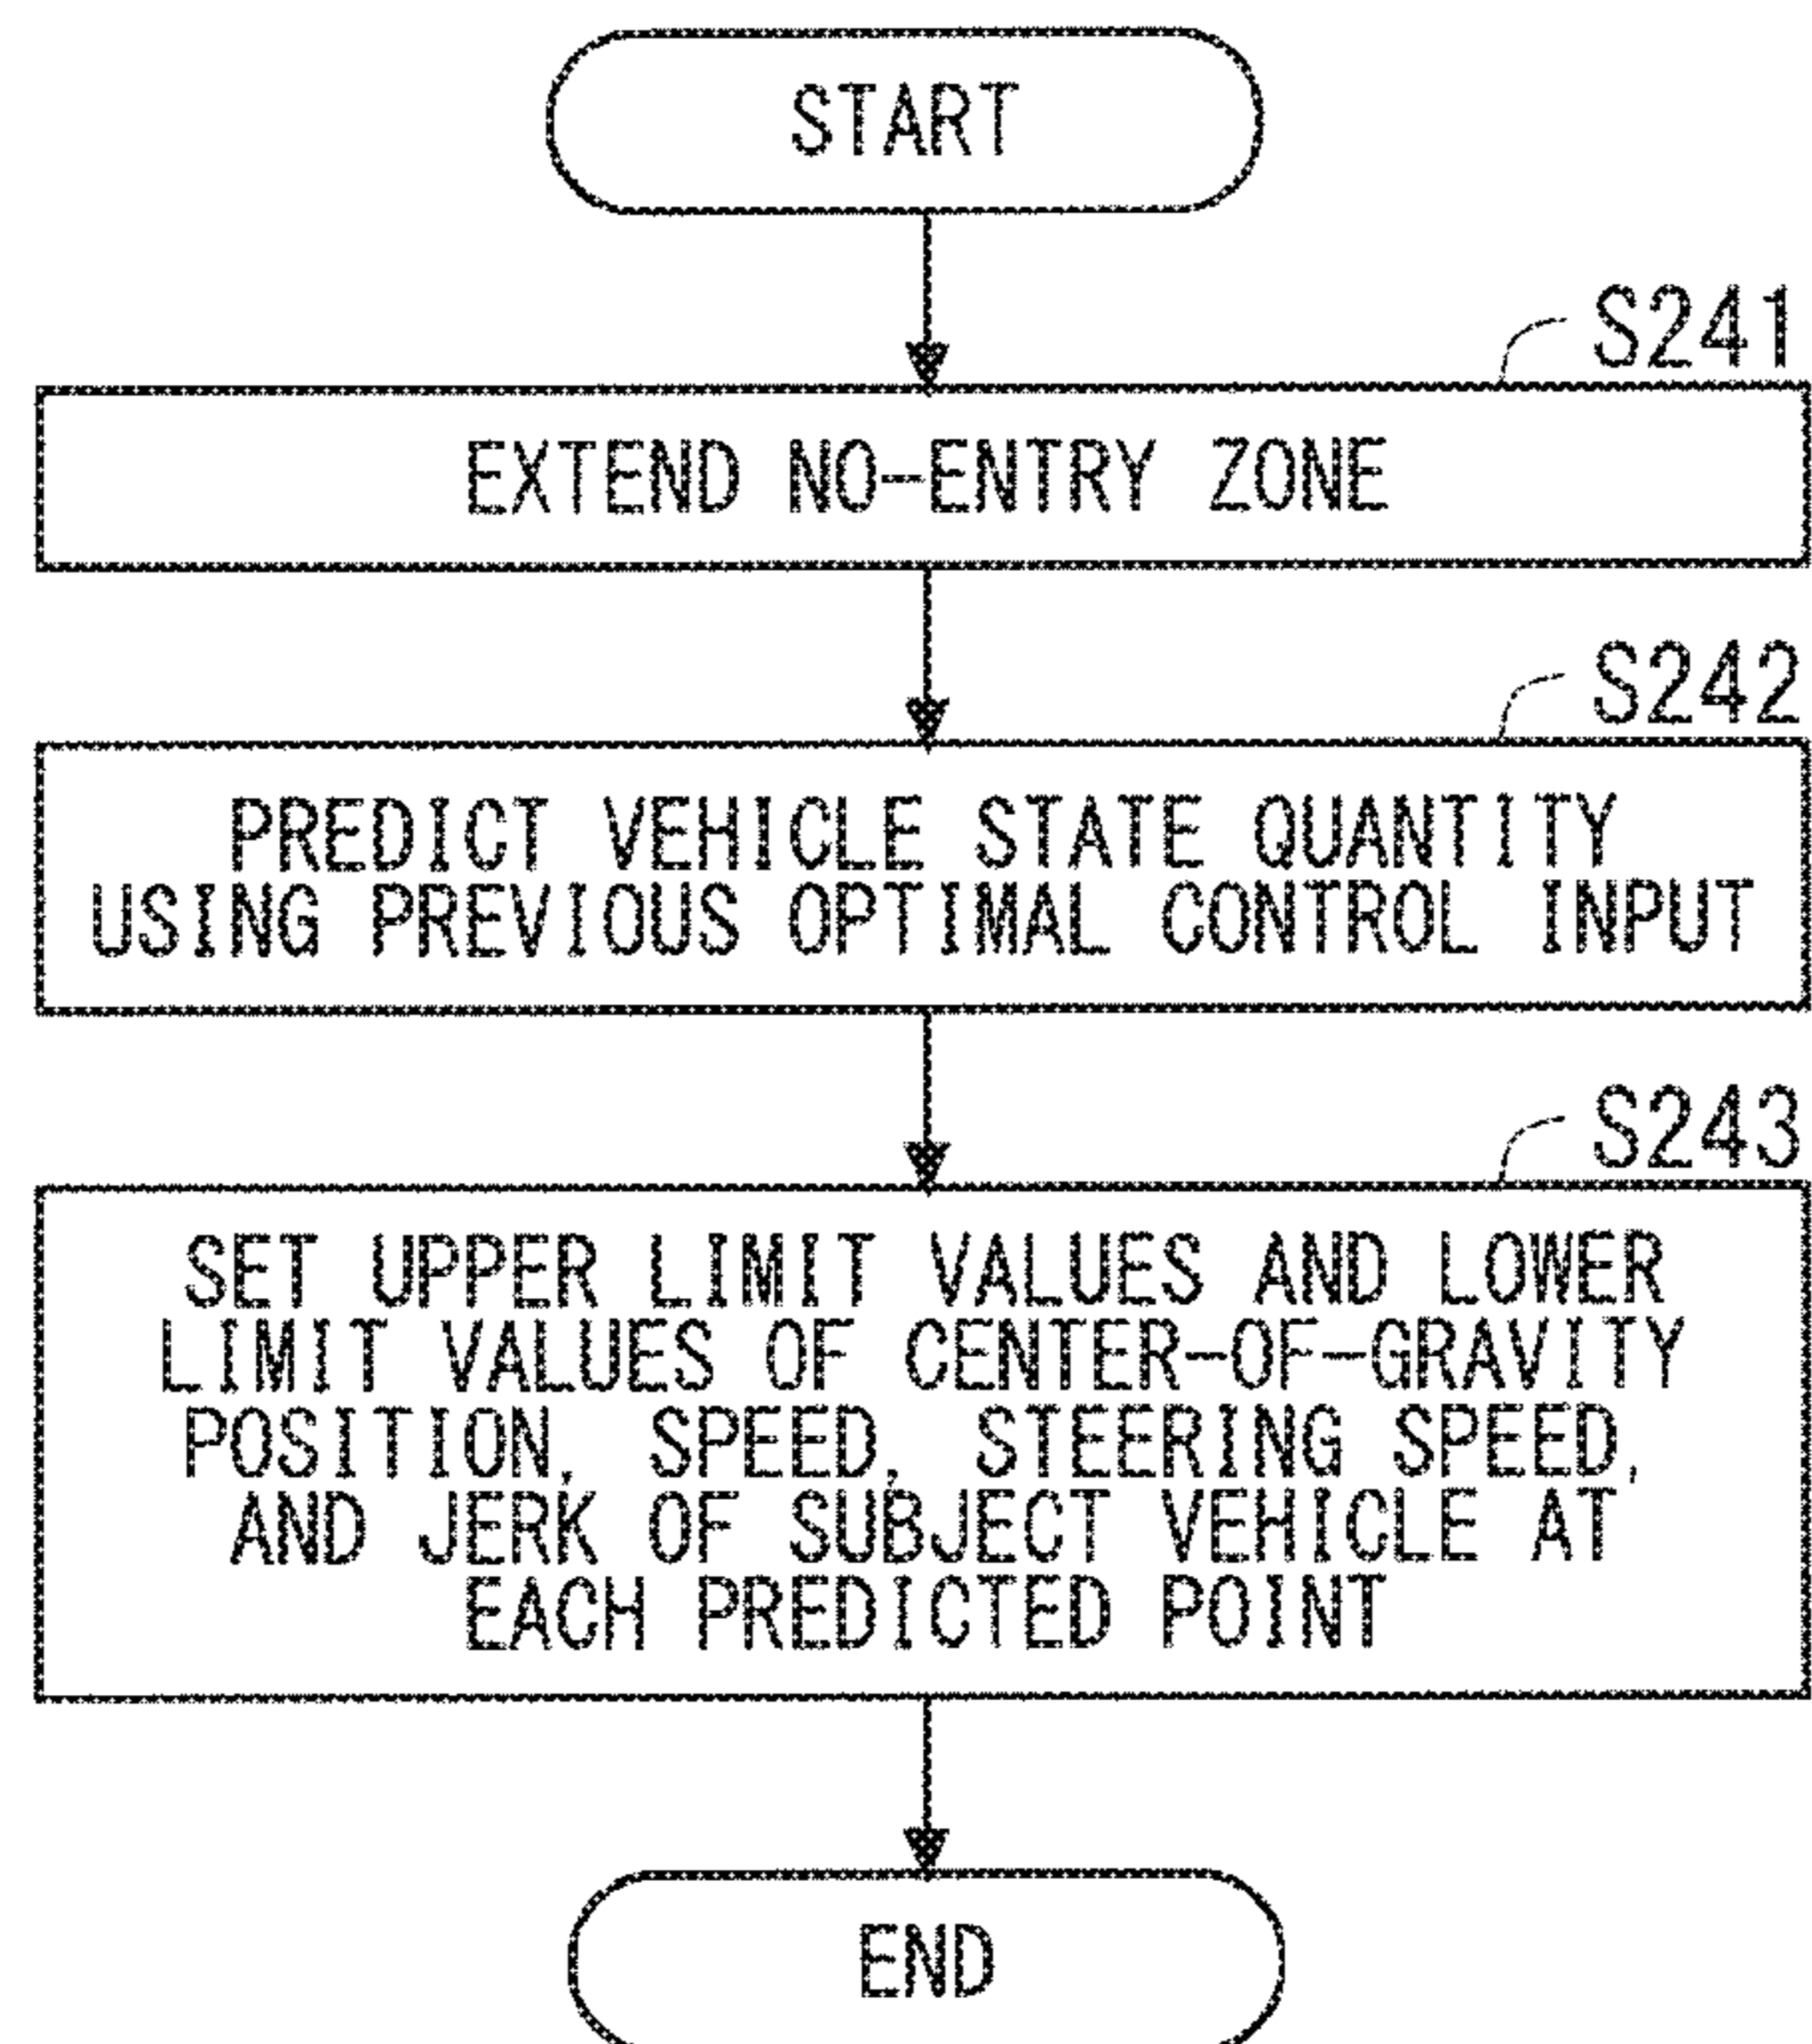 START
S241
EXTEND NO-ENTRY ZONE
S242
PREDICT VEHICLE STATE QUANTITY
USING PREVIOUS OPTIMAL CONTROL INPUT
S243
SET UPPER LIMIT VALUES AND LOWER
LIMIT VALUES OF CENTER-OF-GRAVITY
POSITION, SPEED, STEERING SPEED,
AND JERK OF SUBJECT VEHICLE AT
EACH PREDICTED POINT
END